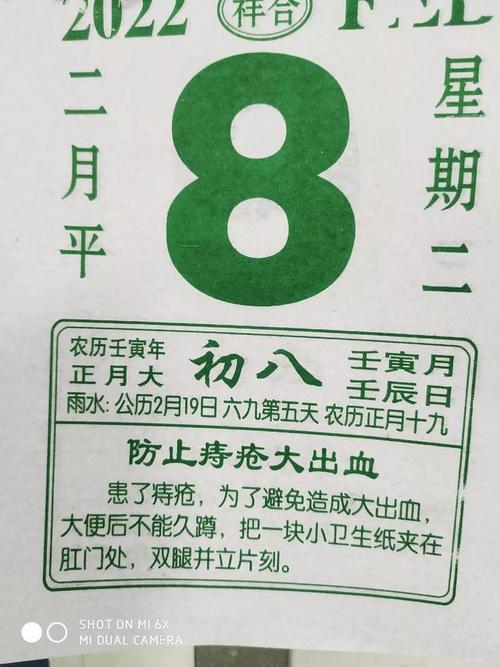 2022 祥合 FEB
二月平
8
星期二
农历壬寅年
正月大
初八
壬寅月
壬辰日
雨水: 公历2月19日 六九第五天 农历正月十九
防止痔疮大出血
患了痔疮，为了避免造成大出血，
大便后不能久蹲，把一块小卫生纸夹在
肛门处，双腿并立片刻。
SHOT ON MI 6X
MI DUAL CAMERA